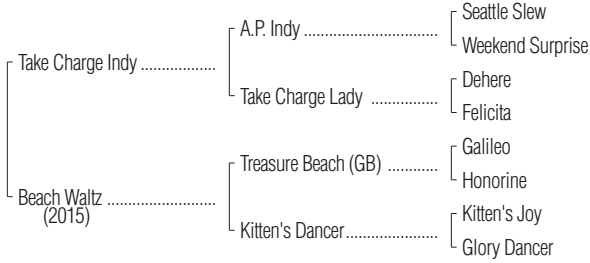 Seattle Slew
A.P. Indy ..................................
Weekend Surprise
Take Charge Indy ...................
Dehere
Take Charge Lady .................
Felicita
Galileo
Treasure Beach (GB) .............
Honorine
Beach Waltz ...........................
(2015)
Kitten's Joy
Kitten's Dancer.......................
Glory Dancer